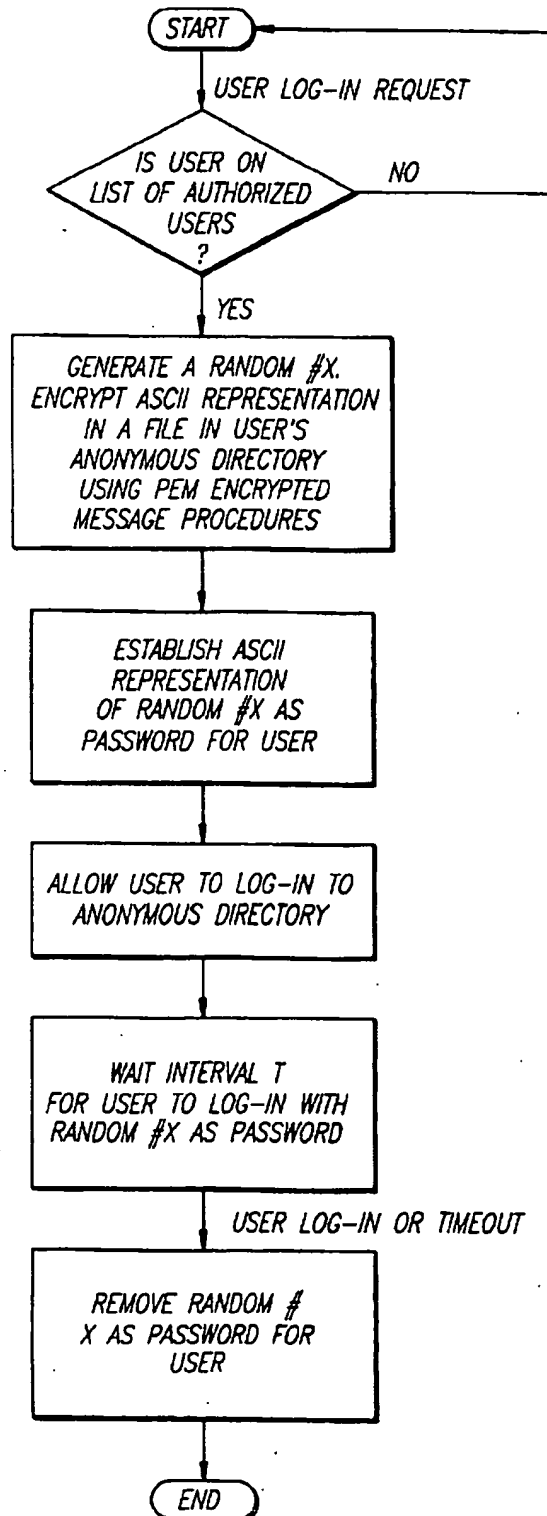 START
USER LOG-IN REQUEST
IS USER ON
LIST OF AUTHORIZED
USERS
?
NO
YES
GENERATE A RANDOM #X.
ENCRYPT ASCII REPRESENTATION
IN A FILE IN USER'S
ANONYMOUS DIRECTORY
USING PEM ENCRYPTED
MESSAGE PROCEDURES
ESTABLISH ASCII
REPRESENTATION
OF RANDOM #X AS
PASSWORD FOR USER
ALLOW USER TO LOG-IN TO
ANONYMOUS DIRECTORY
WAIT INTERVAL T
FOR USER TO LOG-IN WITH
RANDOM #X AS PASSWORD
USER LOG-IN OR TIMEOUT
REMOVE RANDOM #
X AS PASSWORD FOR
USER
END